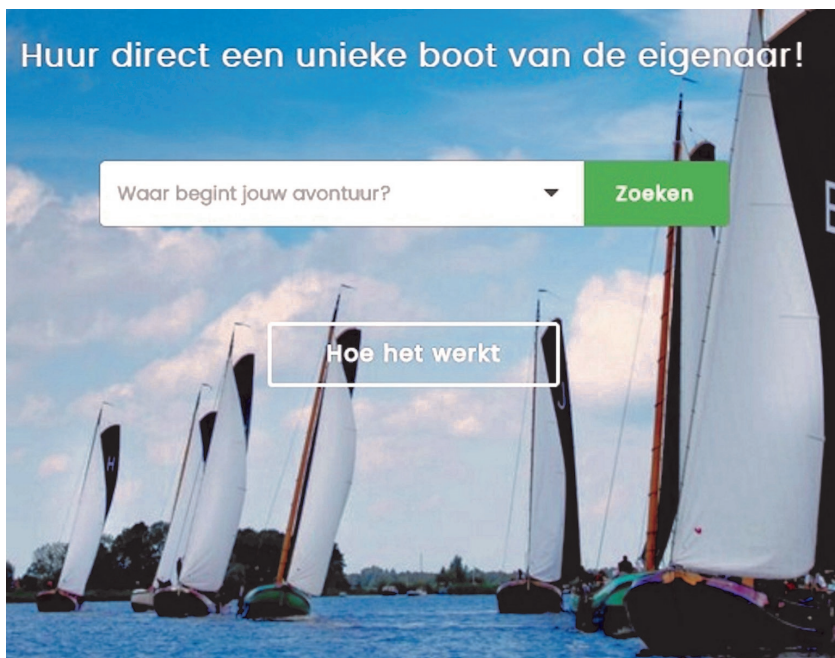 Huur direct een unieke boot van de eigenaar!
Waar begint jouw avontuur?
Zoeken
Hoe het werkt
H
J
E